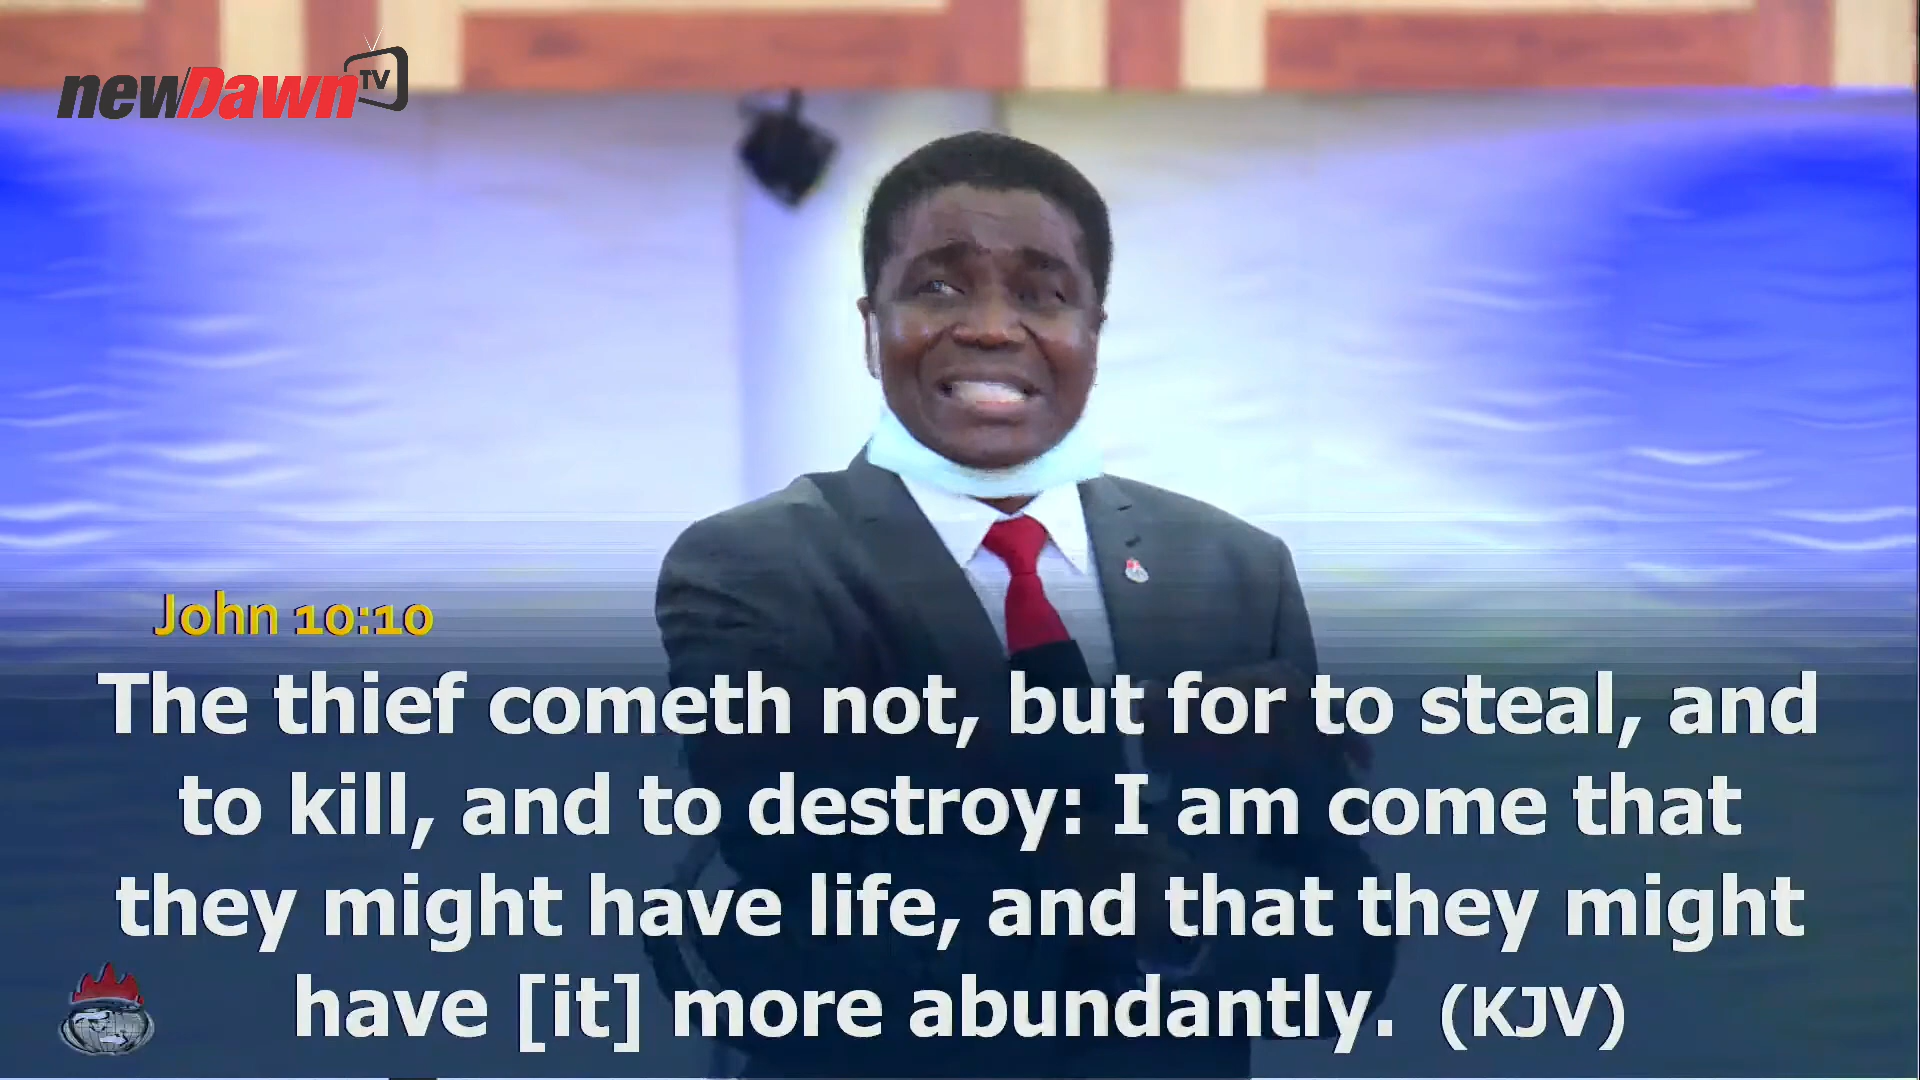 newDawn TV
John 10:10
The thief cometh not, but for to steal, and
to kill, and to destroy: I am come that
they might have life, and that they might
have [it] more abundantly. (KJV)